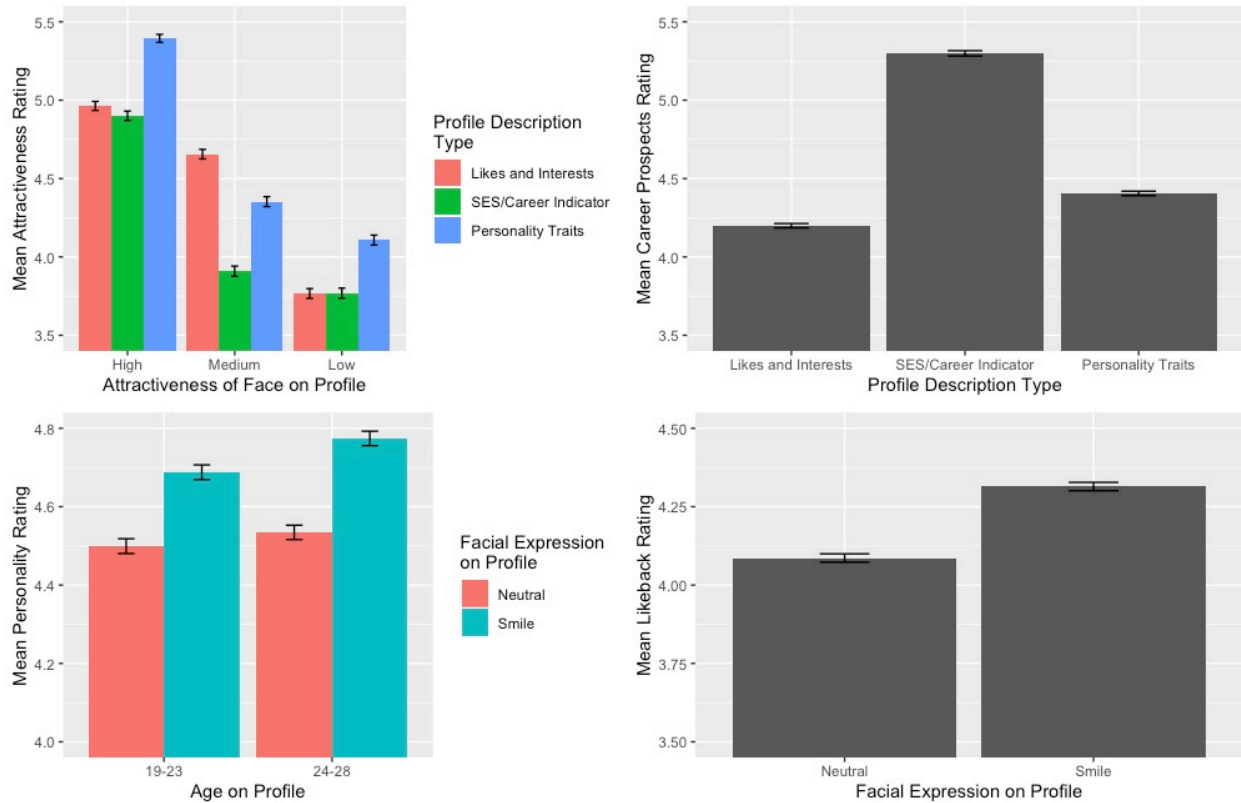 5.5
5.0
4.5
4.0
3.5
Mean Attractiveness Rating
High
Medium
Low
Attractiveness of Face on Profile
Profile Description
Type
Likes and Interests
SES/Career Indicator
Personality Traits
5.5
5.0
4.5
4.0
3.5
Mean Career Prospects Rating
Likes and Interests
SES/Career Indicator
Personality Traits
Profile Description Type
4.8
4.6
4.4
4.2
4.0
Mean Personality Rating
19-23
24-28
Age on Profile
Facial Expression
on Profile
Neutral
Smile
4.50
4.25
4.00
3.75
3.50
Mean Likeback Rating
Neutral
Smile
Facial Expression on Profile